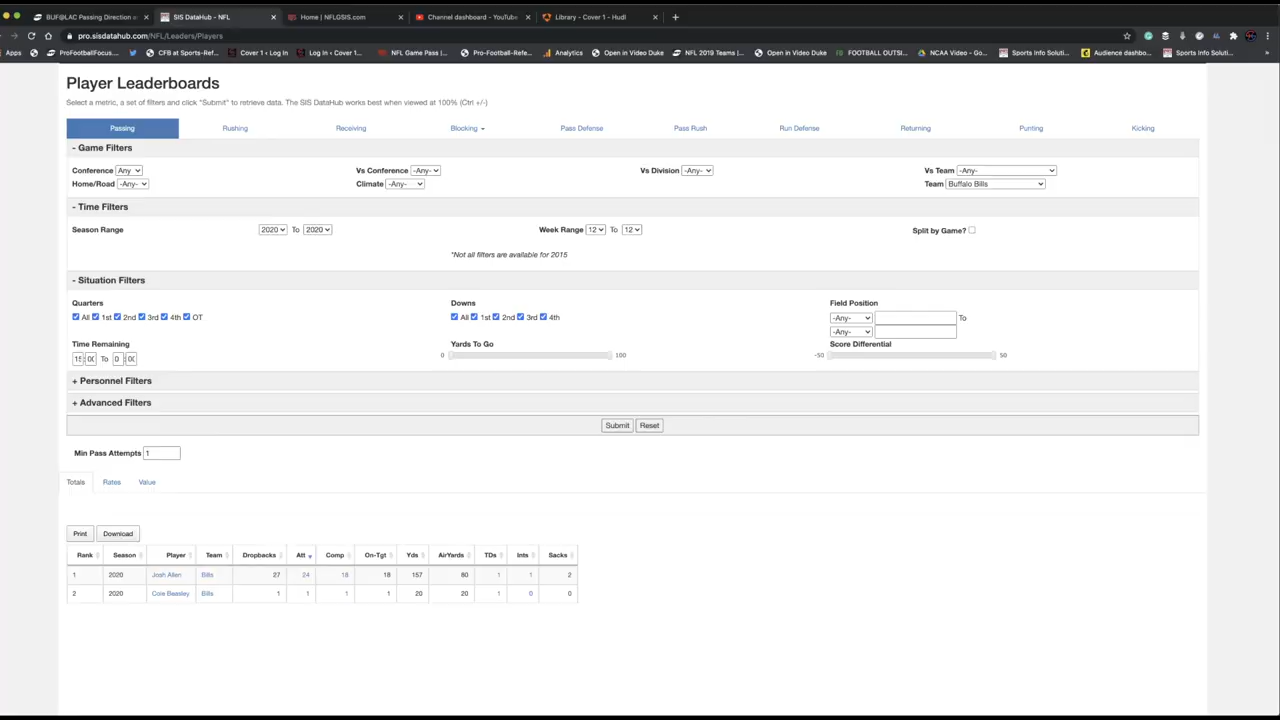 BUF@LAC Passing Direction a SIS DataHub - NFL Home | NFLGSIS.com Channel dashboard - YouTube Library - Cover 1 - Hudl
pro.sisdatahub.com/NFL/Leaders/Players
Apps ProFootballFocus.... CFB at Sports-Ref... Cover 1 ‹ Log In Log In ‹ Cover1... NFL Game Pass |... Pro-Football-Refe... Analytics Open in Video Duke NFL 2019 Teams |... Open in Video Duke FOOTBALL OUTSI... NCAA Video - Go... Sports Info Soluti... Audience dashbo... Sports Info Soluti... »
Player Leaderboards
Select a metric, a set of filters and click "Submit" to retrieve data. The SIS DataHub works best when viewed at 100% (Ctrl +/-)
Passing Rushing Receiving Blocking Pass Defense Pass Rush Run Defense Returning Punting Kicking
- Game Filters
Conference Any Vs Conference -Any- Vs Division -Any- Vs Team -Any-
Home/Road -Any- Climate -Any- Team Buffalo Bills
- Time Filters
Season Range 2020 To 2020 Week Range 12 To 12 Split by Game?
*Not all filters are available for 2015
- Situation Filters
Quarters Downs Field Position
All 1st 2nd 3rd 4th OT All 1st 2nd 3rd 4th -Any- To
-Any-
Time Remaining Yards To Go Score Differential
15:00 To 0:00 0 100 -50 50
+ Personnel Filters
+ Advanced Filters
Submit Reset
Min Pass Attempts 1
Totals Rates Value
Print Download
Rank Season Player Team Dropbacks Att Comp On-Tgt Yds AirYards TDs Ints Sacks
1 2020 Josh Allen Bills 27 24 18 18 157 80 1 1 2
2 2020 Cole Beasley Bills 1 1 1 1 20 20 1 0 0